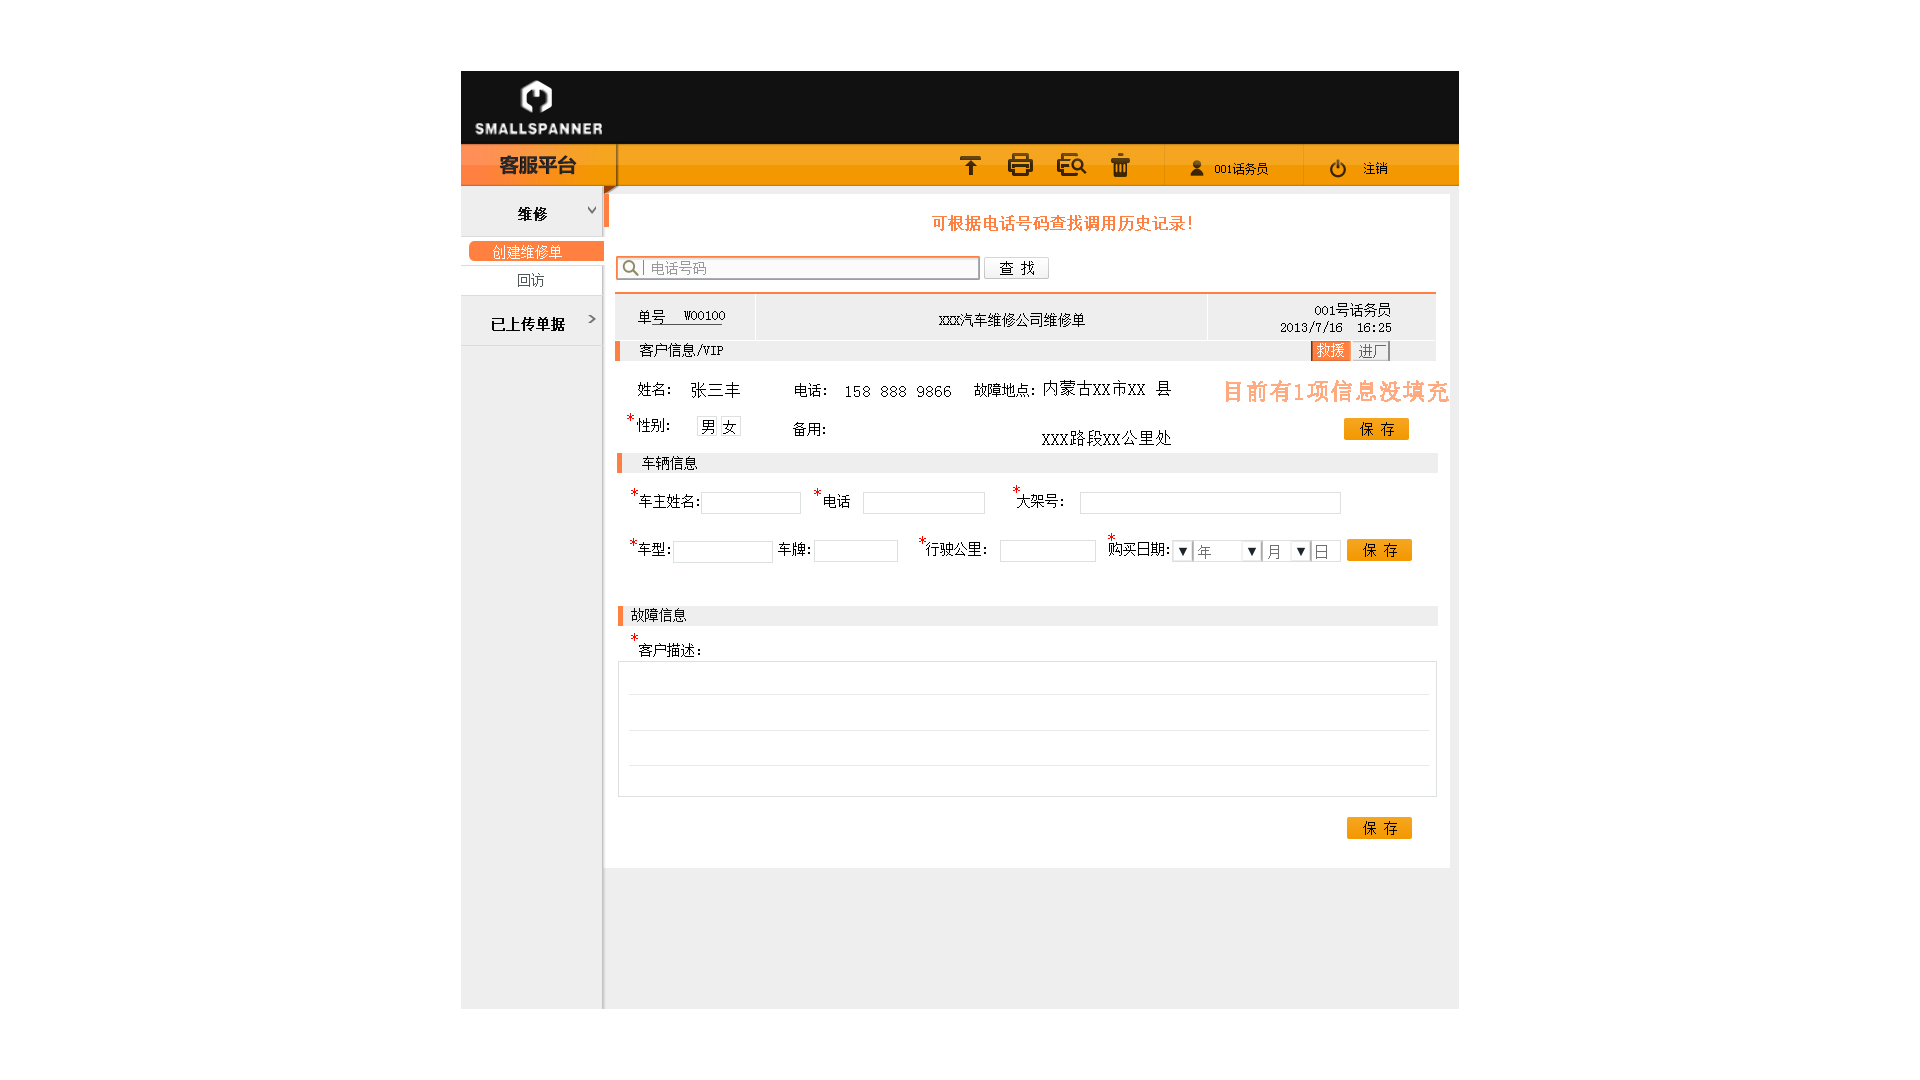 SMALLSPANNER
客服平台
001话务员
注销
维修
创建维修单
回访
已上传单据
可根据电话号码查找调用历史记录!
电话号码
查 找
单号 W00100
XXX汽车维修公司维修单
001号话务员
2013/7/16 16:25
客户信息/VIP
救援 进厂
姓名: 张三丰 电话: 158 888 9866 故障地点: 内蒙古XX市XX 县
目前有1项信息没填充
*性别: 男 女 备用: XXX路段XX公里处
保 存
车辆信息
*车主姓名: *电话 *大架号:
*车型: 车牌: *行驶公里: *购买日期: ▼ 年 ▼ 月 ▼ 日 保 存
故障信息
*客户描述:
保 存